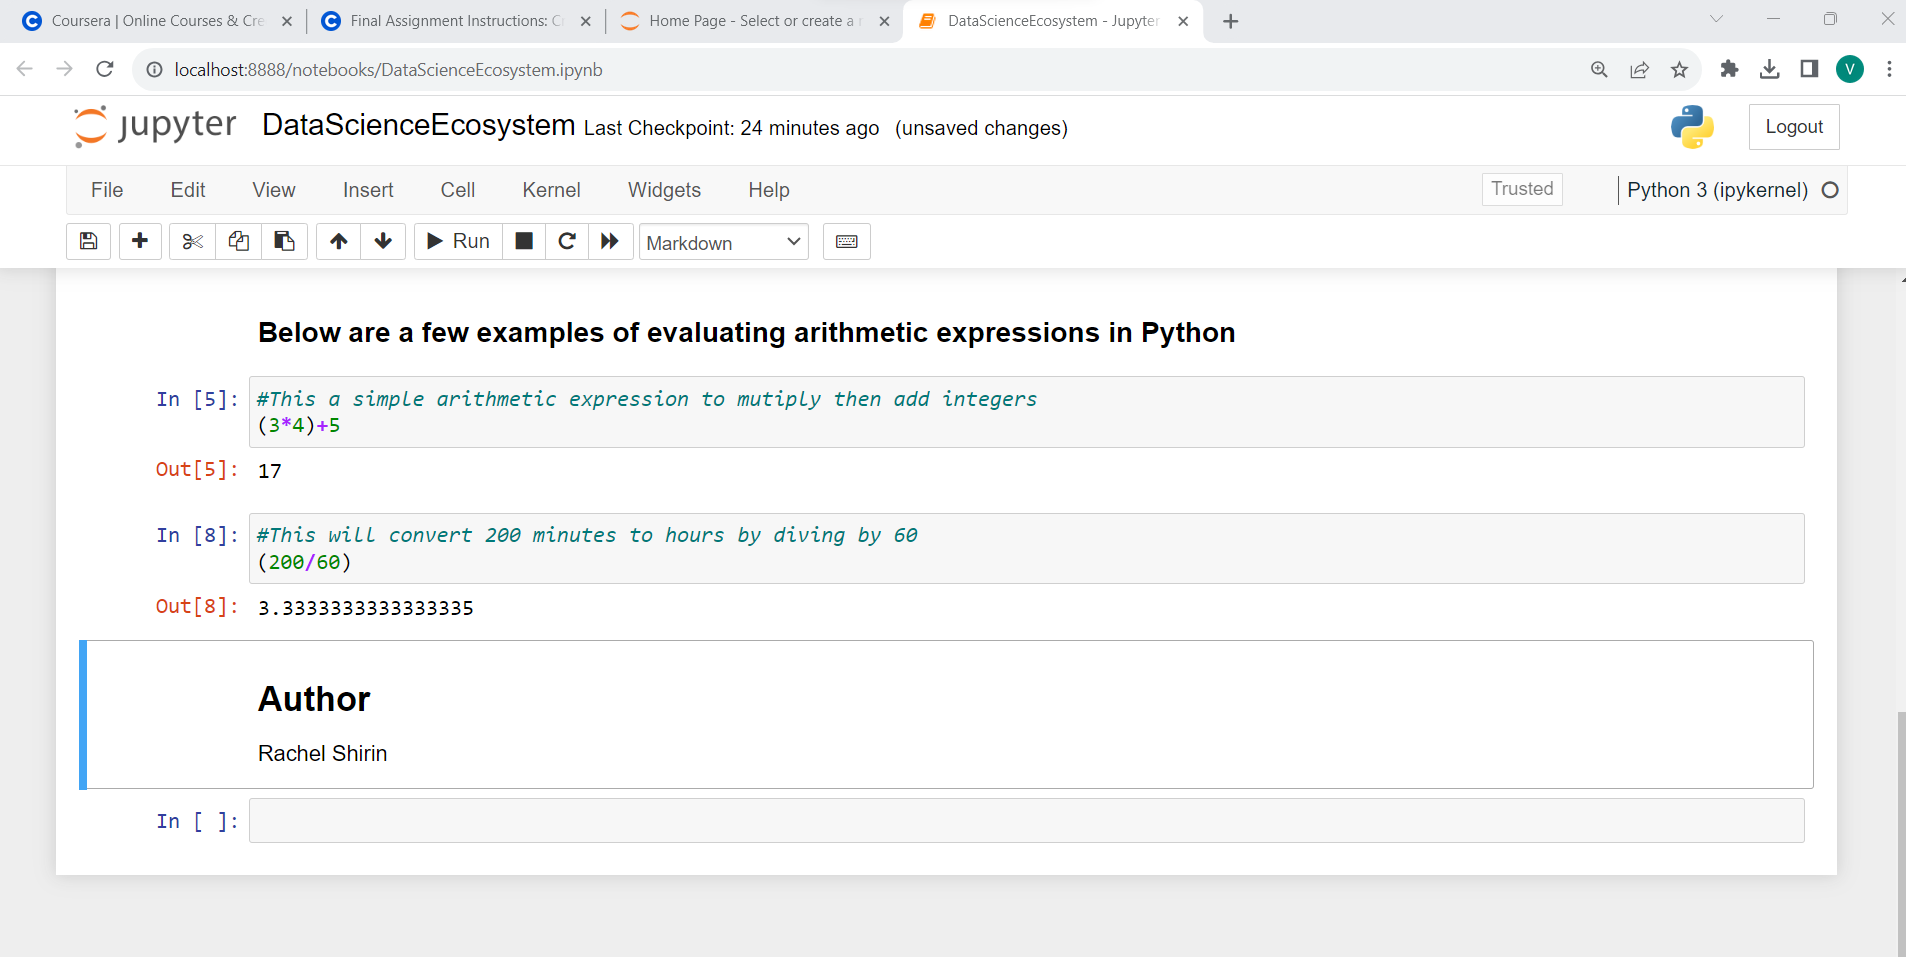 Coursera | Online Courses & Cre
Final Assignment Instructions: C
Home Page - Select or create a
DataScienceEcosystem - Jupyter
localhost:8888/notebooks/DataScienceEcosystem.ipynb
V
jupyter DataScienceEcosystem Last Checkpoint: 24 minutes ago (unsaved changes)
Logout
File Edit View Insert Cell Kernel Widgets Help
Trusted
Python 3 (ipykernel)
Run
Markdown
Below are a few examples of evaluating arithmetic expressions in Python
In [5]: #This a simple arithmetic expression to mutiply then add integers
(3*4)+5
Out[5]: 17
In [8]: #This will convert 200 minutes to hours by diving by 60
(200/60)
Out[8]: 3.3333333333333335
Author
Rachel Shirin
In [ ]: